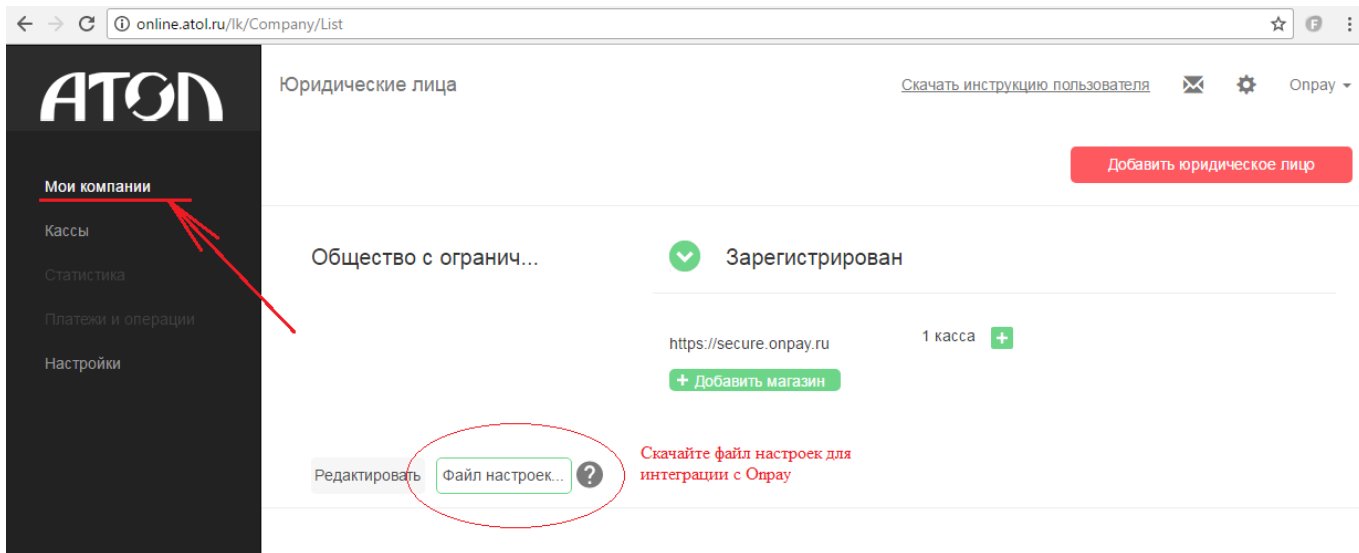 online.atol.ru/lk/Company/List
АТОЛ
Юридические лица
Скачать инструкцию пользователя
Onpay
Добавить юридическое лицо
Мои компании
Кассы
Статистика
Платежи и операции
Настройки
Общество с огранич...
Зарегистрирован
https://secure.onpay.ru
1 касса
+ Добавить магазин
Редактировать
Файл настроек...
?
Скачайте файл настроек для
интеграции с Onpay